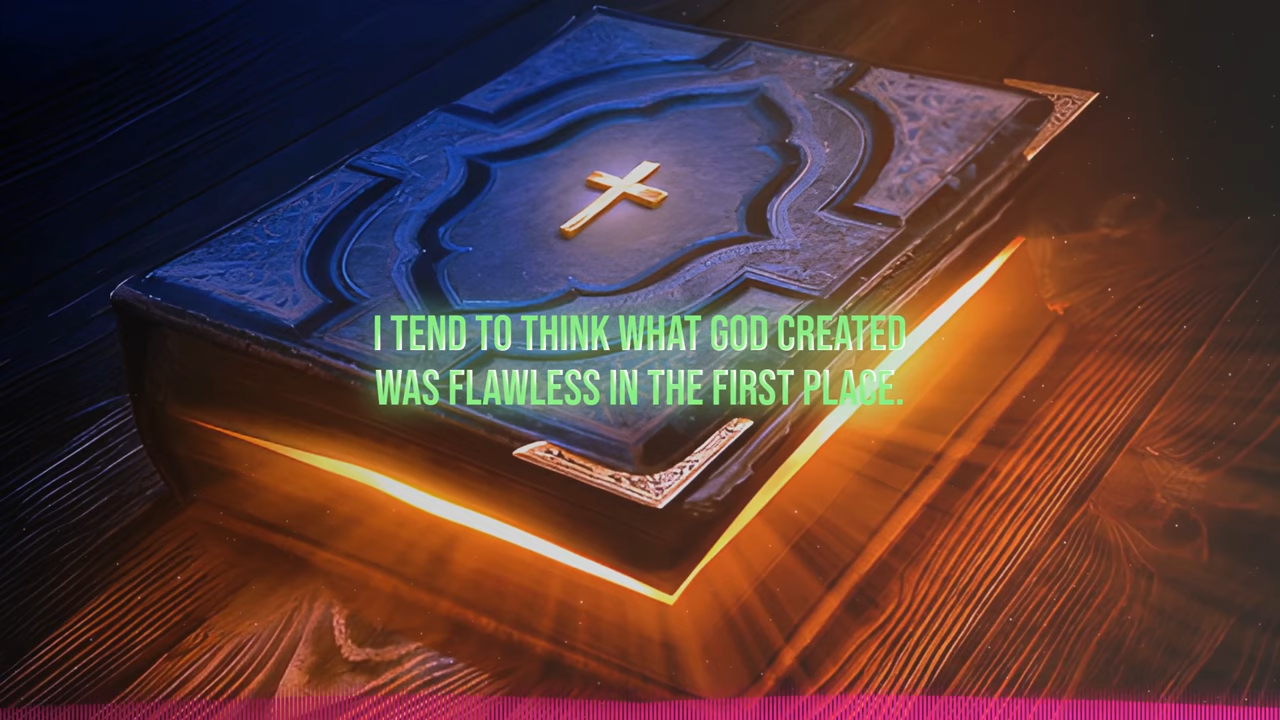 I TEND TO THINK WHAT GOD CREATED
WAS FLAWLESS IN THE FIRST PLACE.